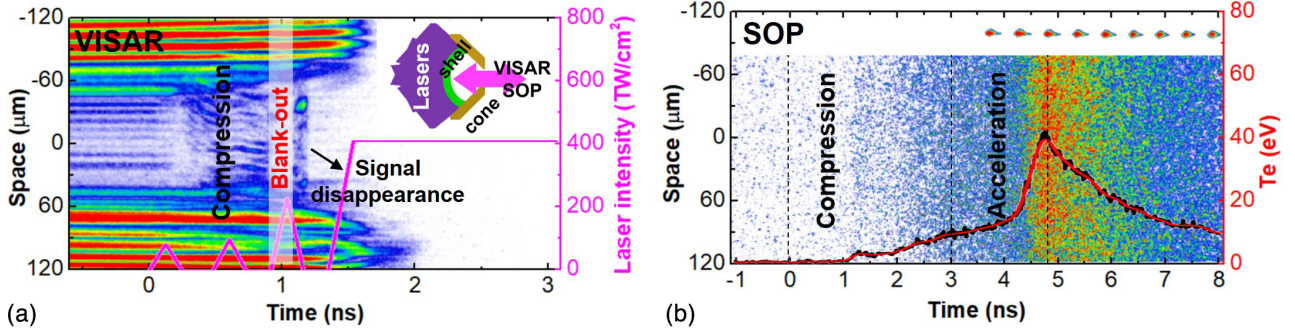 VISAR
SOP
-120
-60
0
60
120
Space (μm)
Compression
Blank-out
Lasers
shell
cone
VISAR
SOP
Signal
disappearance
800
600
400
200
0
Laser intensity (TW/cm²)
0 1 2 3
Time (ns)
(a)
-120
-60
0
60
120
Space (μm)
Compression
Acceleration
80
60
40
20
0
Te (eV)
-1 0 1 2 3 4 5 6 7 8
Time (ns)
(b)